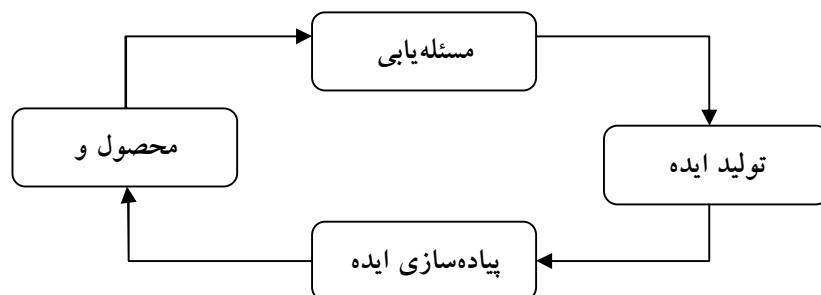 مسئله‌یابی
محصول و
تولید ایده
پیاده‌سازی ایده